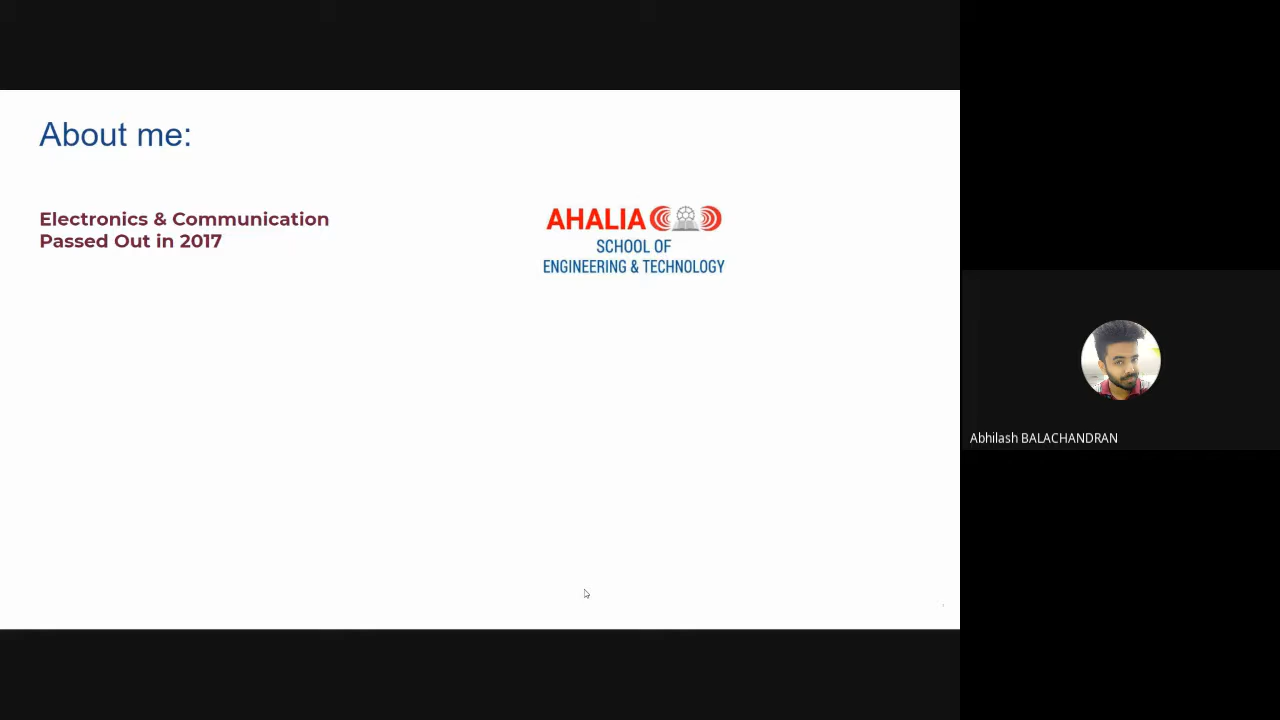 About me:
Electronics & Communication
Passed Out in 2017
AHALIA
SCHOOL OF
ENGINEERING & TECHNOLOGY
Abhilash BALACHANDRAN